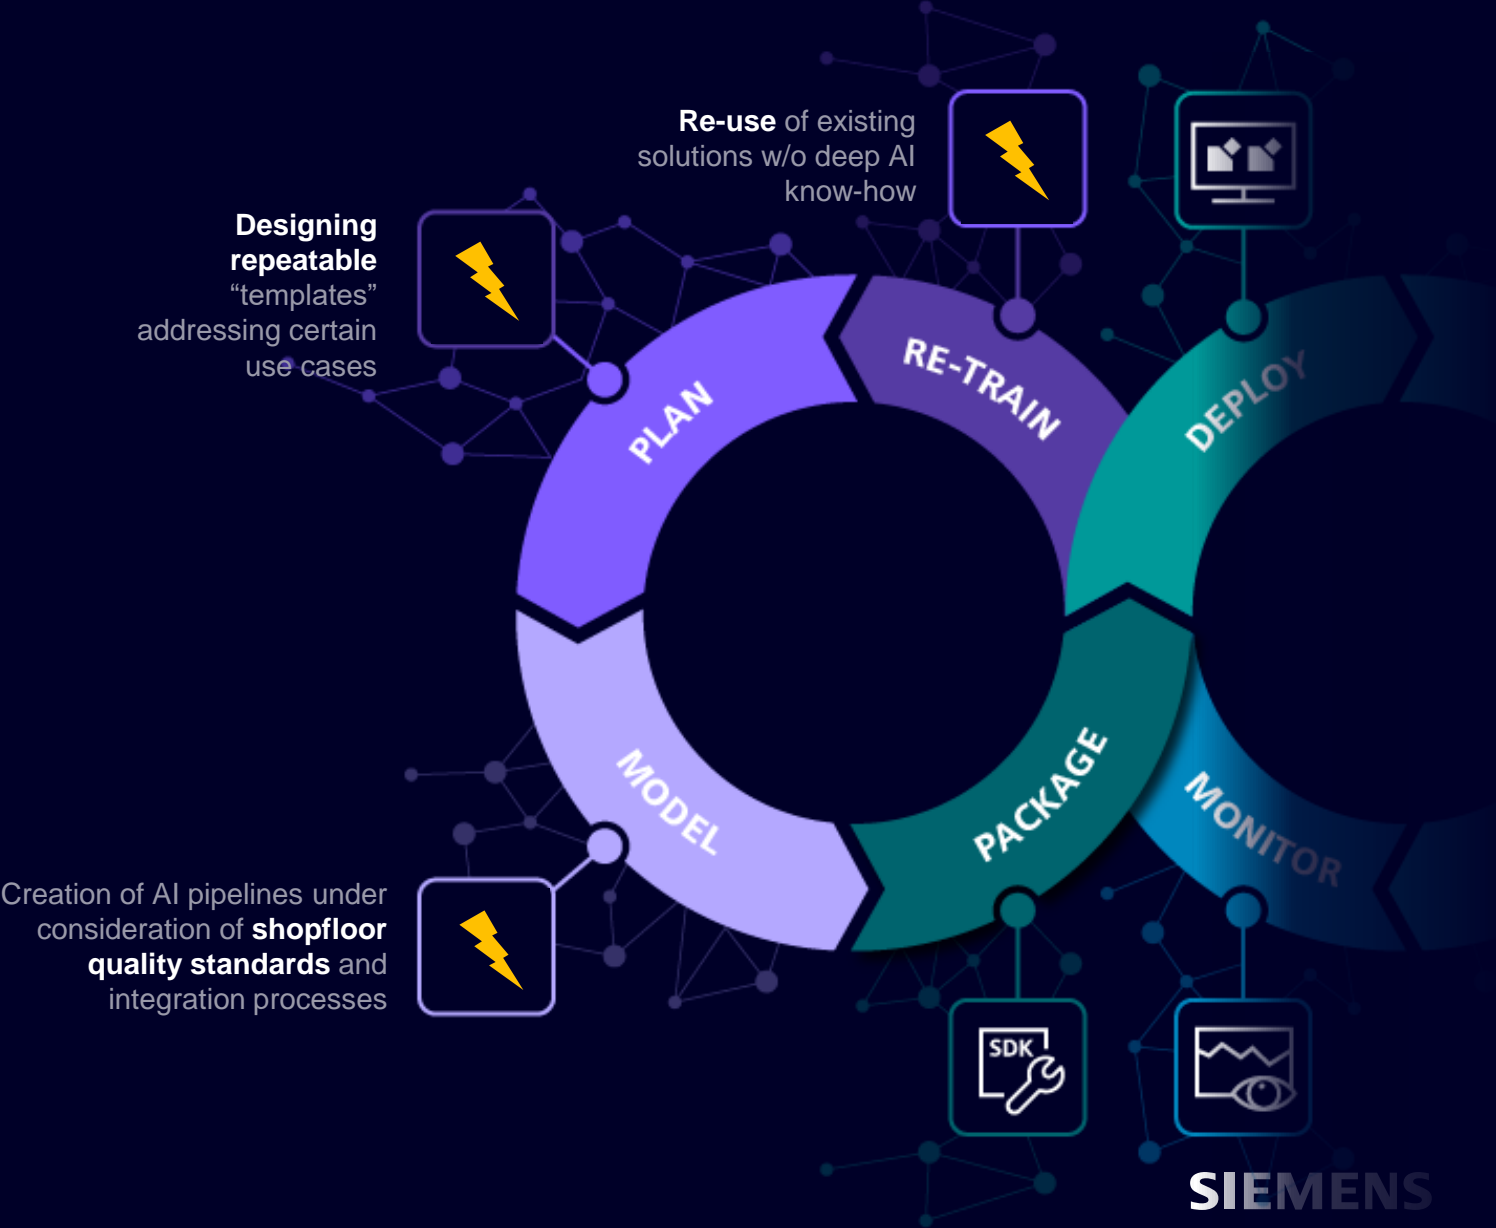 Re-use of existing
solutions w/o deep AI
know-how
Designing
repeatable
“templates”
addressing certain
use cases
RE-TRAIN
DEPLOY
PLAN
MODEL
PACKAGE
MONITOR
Creation of AI pipelines under
consideration of shopfloor
quality standards and
integration processes
SDK
SIEMENS